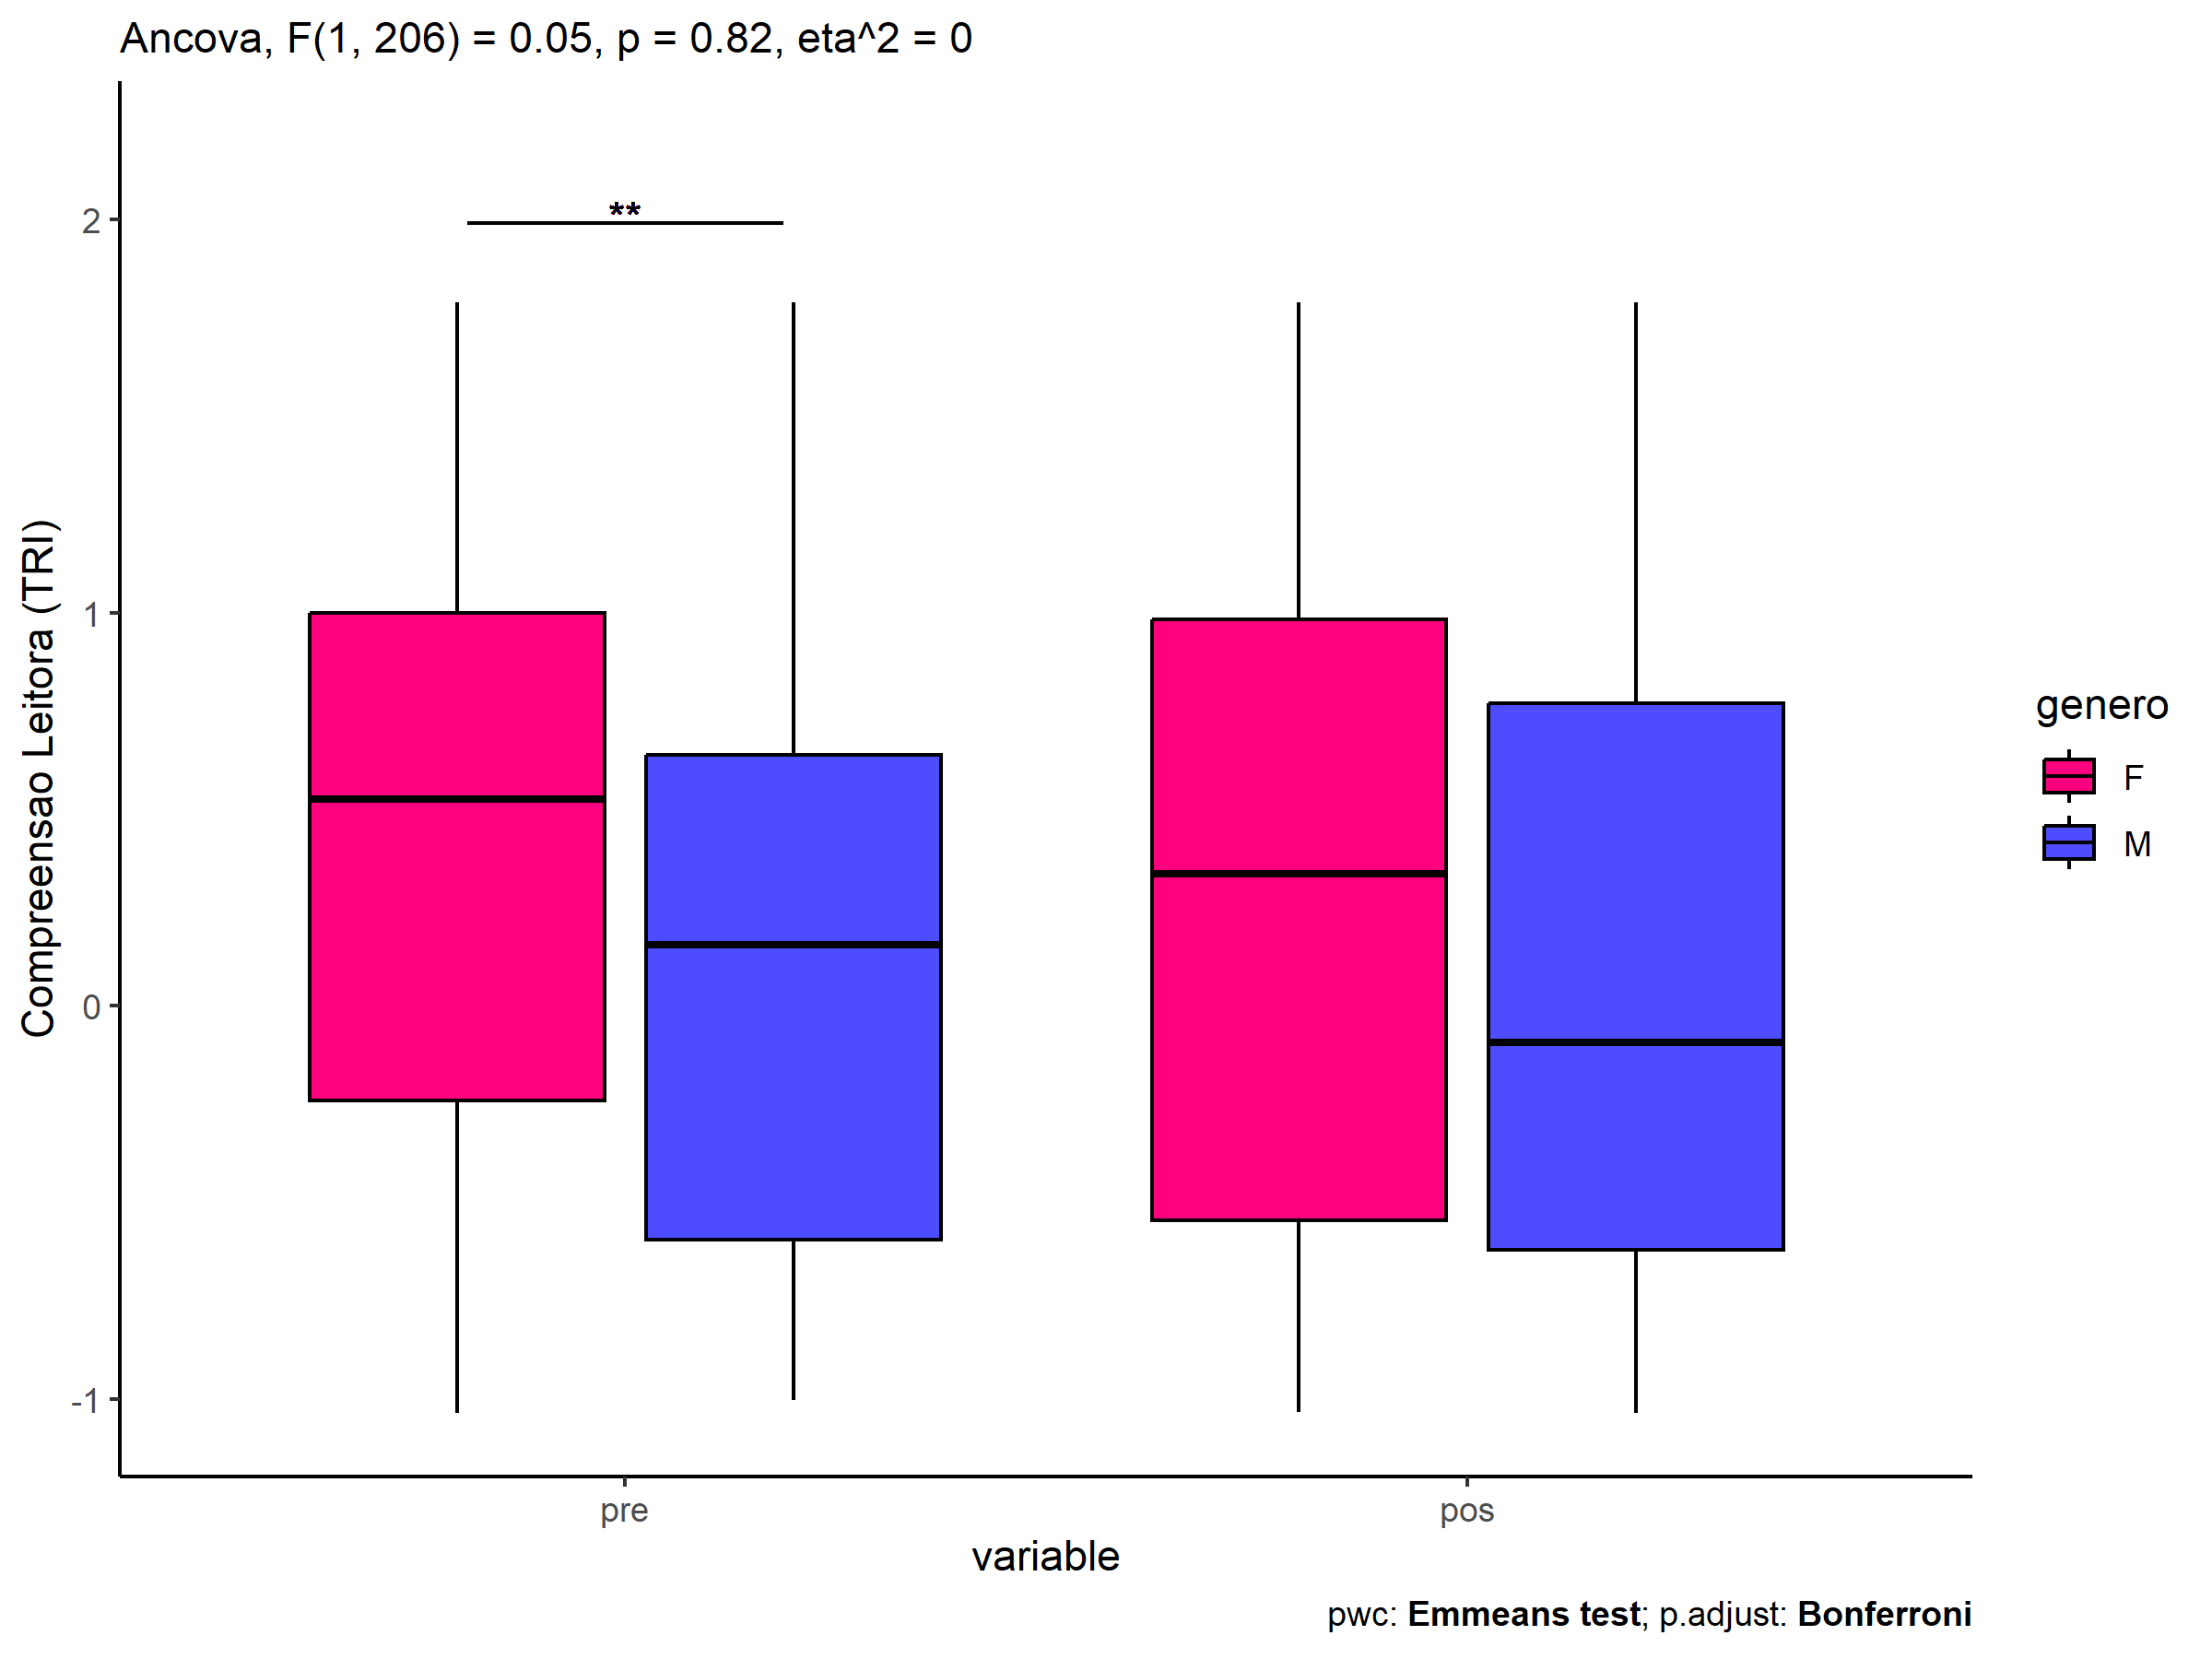 Ancova, F(1, 206) = 0.05, p = 0.82, eta^2 = 0
**
2
1
0
-1
Compreensao Leitora (TRI)
pre
pos
variable
genero
F
M
pwc: Emmeans test; p.adjust: Bonferroni